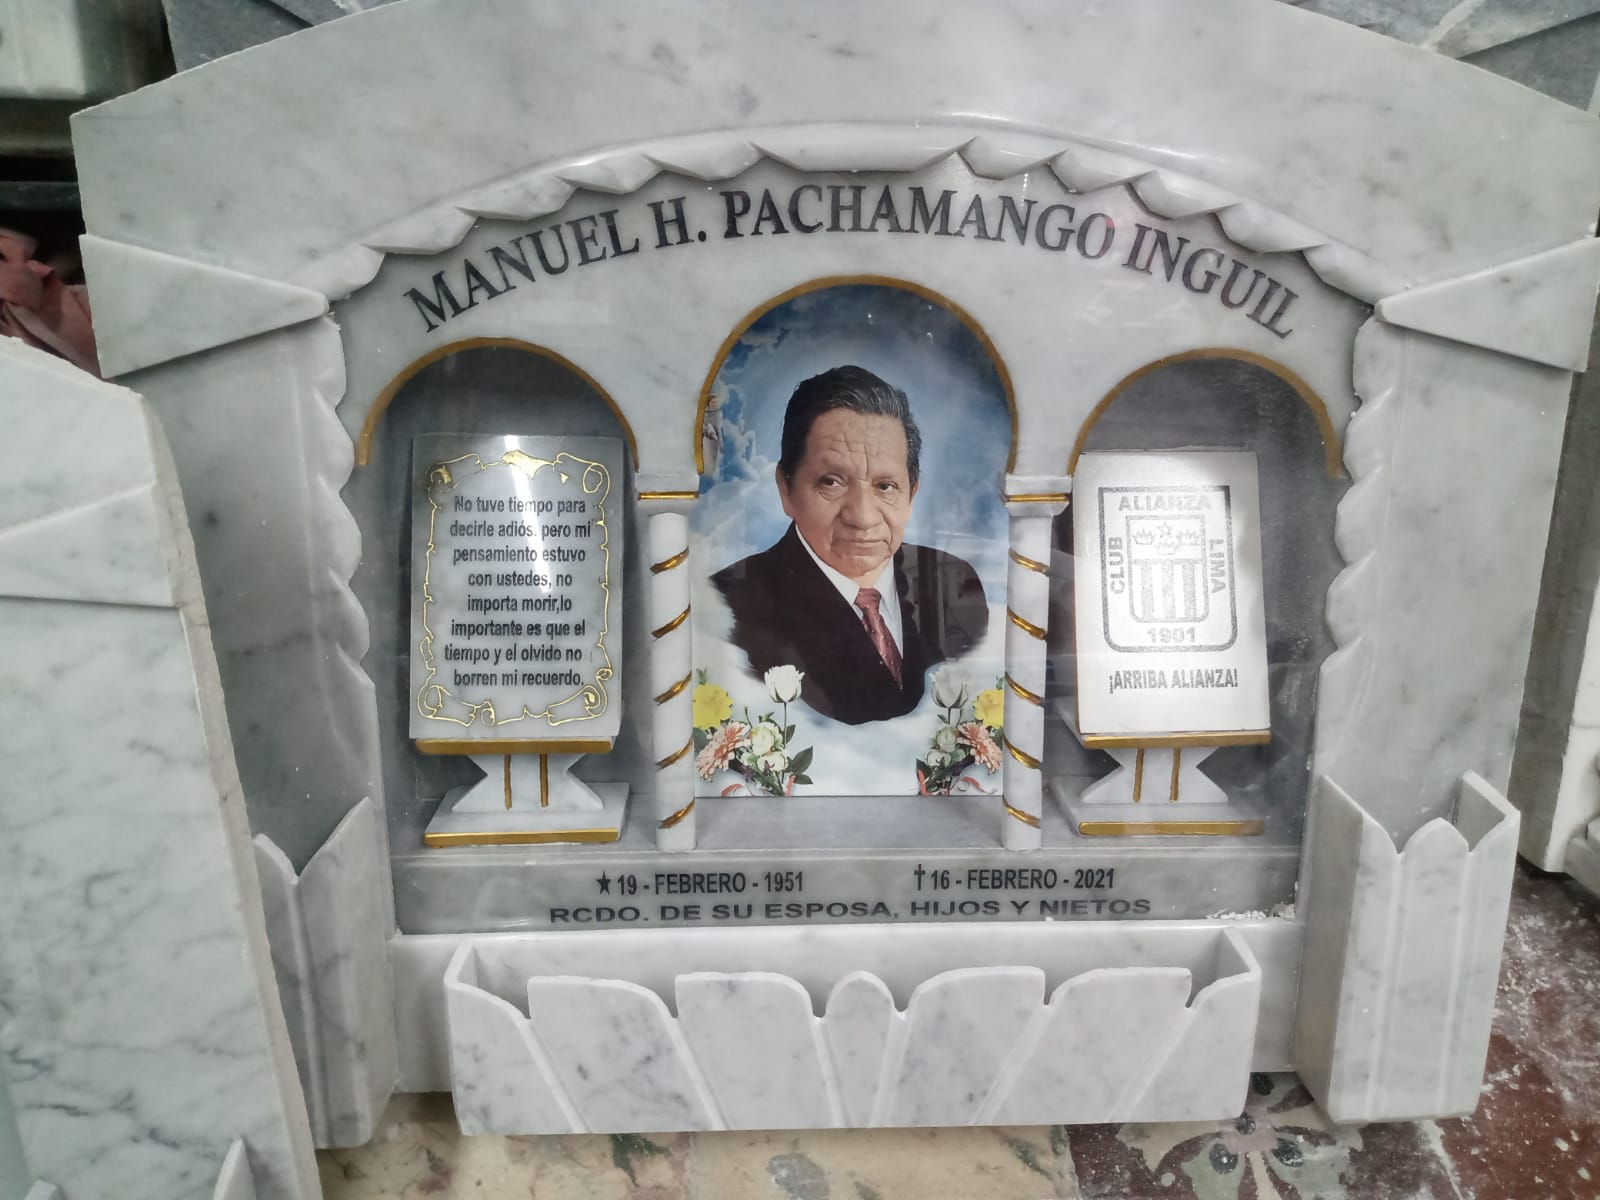 MANUEL H. PACHAMANGO INGUIL
No tuve tiempo para
decirle adiós, pero mi
pensamiento estuvo
con ustedes, no
importa morir,lo
importante es que el
tiempo y el olvido no
borren mi recuerdo.
ALIANZA
CLUB
LIMA
1901
¡ARRIBA ALIANZA!
★ 19 - FEBRERO - 1951
† 16 - FEBRERO - 2021
RCDO. DE SU ESPOSA, HIJOS Y NIETOS